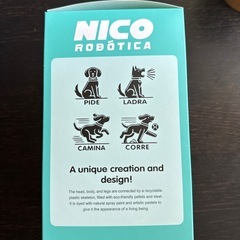 NICO
ROBÓTICA
PIDE
LADRA
CAMINA
CORRE
A unique creation and
design!
The head, body, and legs are connected by a recyclable
plastic skeleton, filled with eco-friendly pellets and steel.
It is dyed with natural spray paint and artistic pastels to
give it the appearance of a living being.